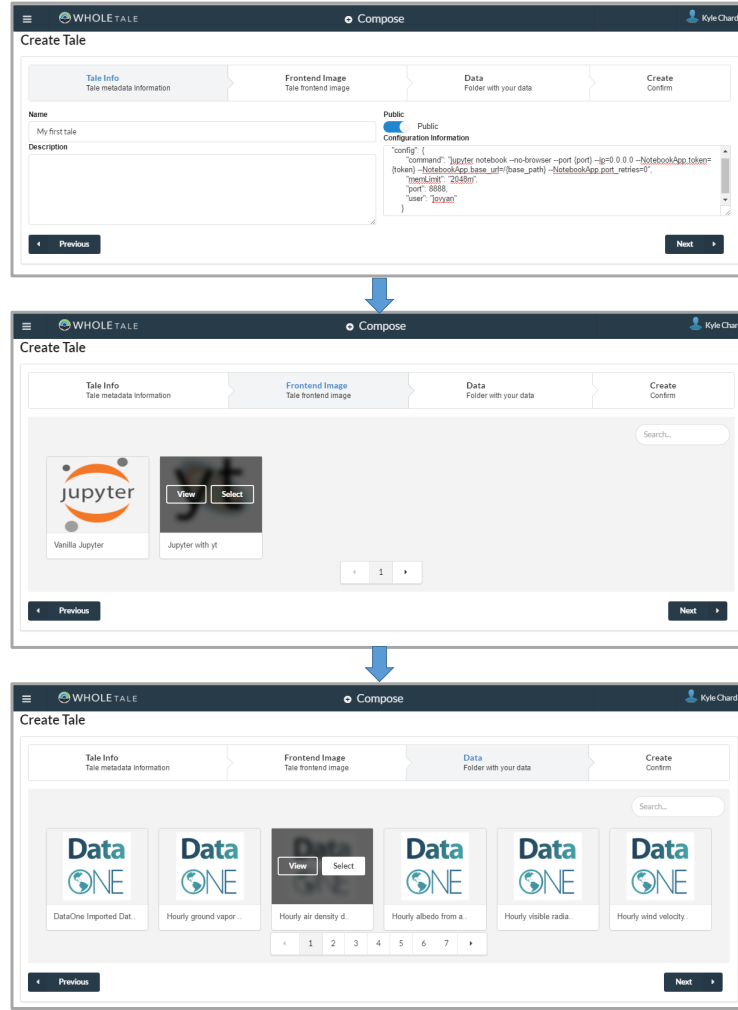 WHOLETALE
Compose
Kyle Chard
Create Tale
Tale Info
Tale metadata Information
Frontend Image
Tale frontend image
Data
Folder with your data
Create
Confirm
Name
My first tale
Description
Public
Public
Configuration Information
"config": {
"command": "jupyter notebook --no-browser --port {port} --ip=0.0.0.0 --NotebookApp.token=
{token} --NotebookApp.base_url=/{base_path} --NotebookApp.port_retries=0",
"memLimit": "2048m",
"port": 8888,
"user": "jovyan"
}
Previous
Next
WHOLETALE
Compose
Kyle Char
Create Tale
Tale Info
Tale metadata Information
Frontend Image
Tale frontend image
Data
Folder with your data
Create
Confirm
Search...
jupyter
Vanilla Jupyter
yt
View
Select
Jupyter with yt
1
Previous
Next
WHOLETALE
Compose
Kyle Chard
Create Tale
Tale Info
Tale metadata Information
Frontend Image
Tale frontend image
Data
Folder with your data
Create
Confirm
Search...
Data
ONE
DataOne Imported Dat..
Data
ONE
Hourly ground vapor ..
View
Select
Hourly air density d..
Data
ONE
Hourly albedo from a..
Data
ONE
Hourly visible radia..
Data
ONE
Hourly wind velocity..
1 2 3 4 5 6 7
Previous
Next